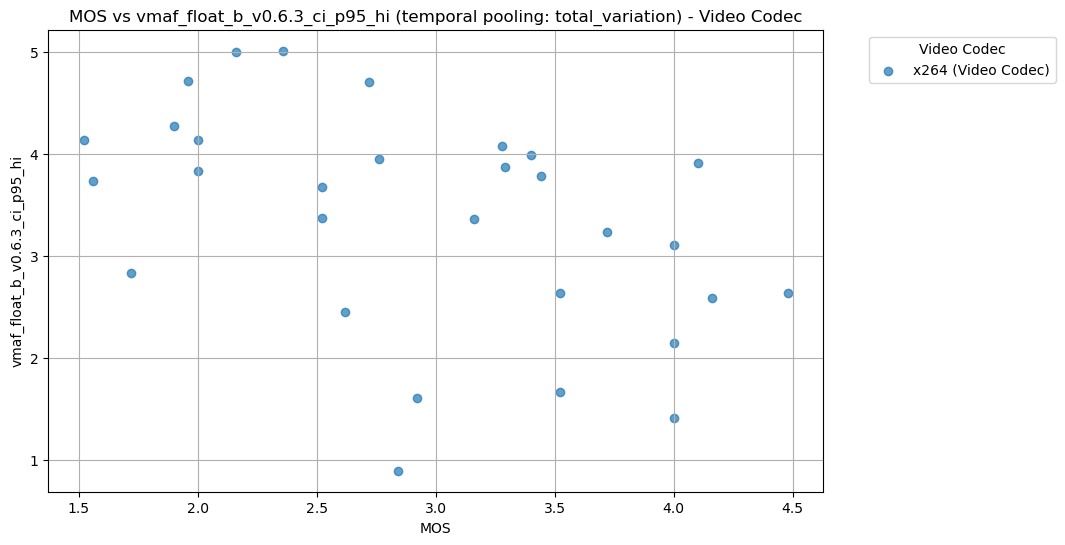 MOS vs vmaf_float_b_v0.6.3_ci_p95_hi (temporal pooling: total_variation) - Video Codec
Video Codec
x264 (Video Codec)
vmaf_float_b_v0.6.3_ci_p95_hi
5
4
3
2
1
1.5 2.0 2.5 3.0 3.5 4.0 4.5
MOS